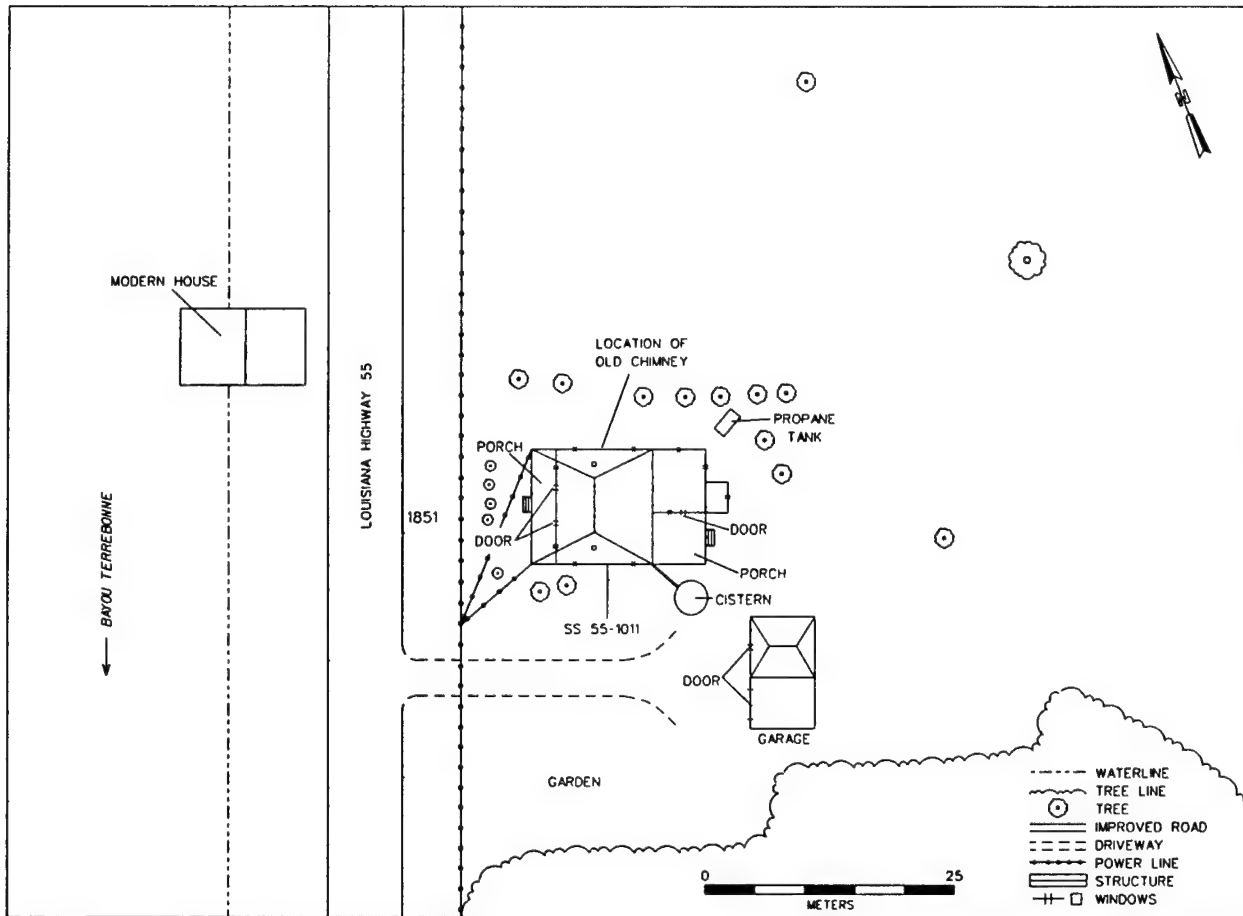 N
MODERN HOUSE
LOCATION OF
OLD CHIMNEY
LOUISIANA HIGHWAY 55
PROPANE
TANK
PORCH
1851
DOOR
DOOR
BAYOU TERREBONNE
PORCH
CISTERN
SS 55-1011
DOOR
GARAGE
GARDEN
WATERLINE
TREE LINE
TREE
IMPROVED ROAD
DRIVEWAY
POWER LINE
STRUCTURE
WINDOWS
0 25
METERS